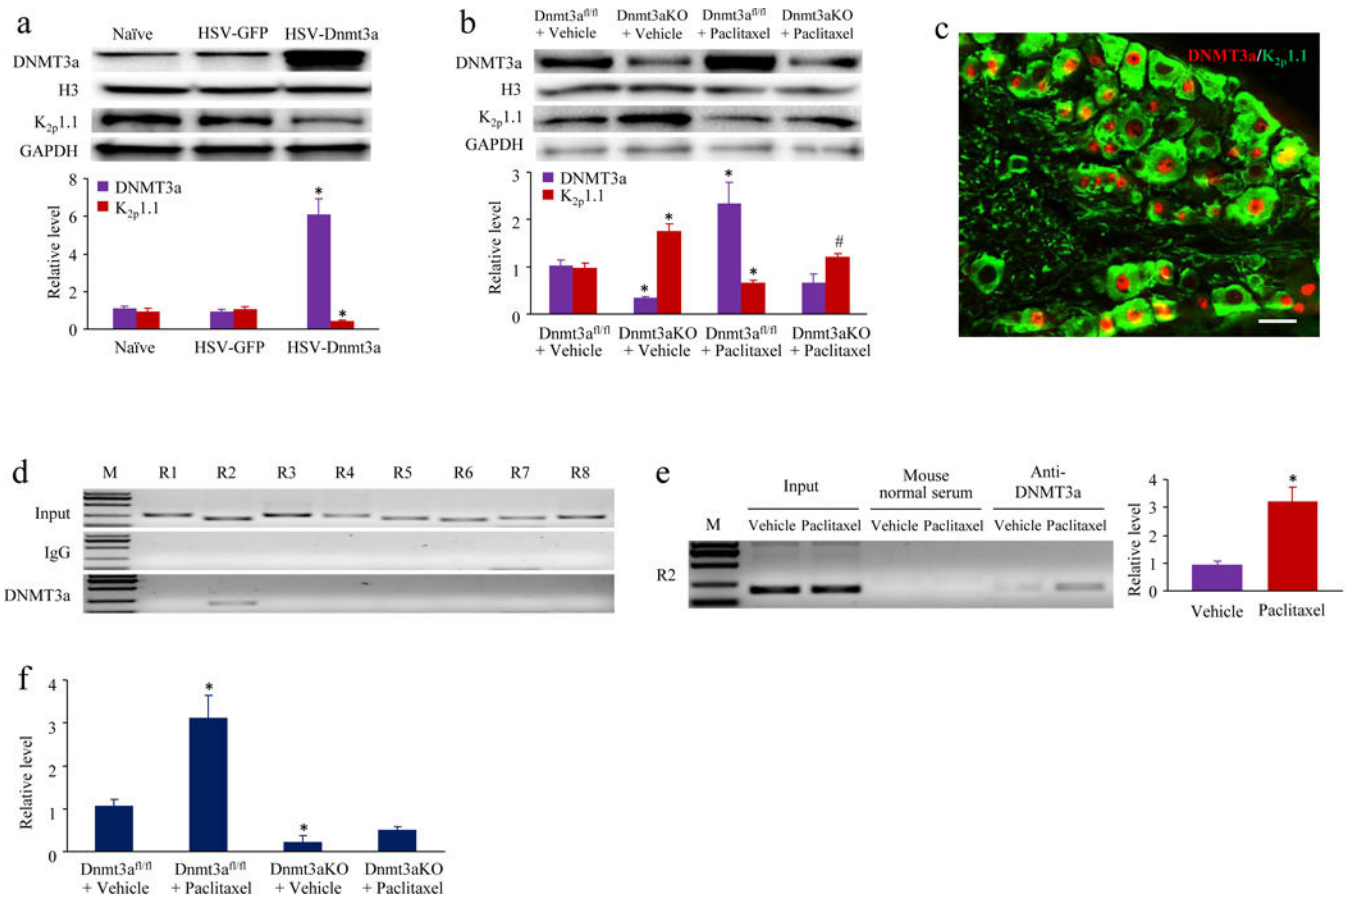 a
Naïve HSV-GFP HSV-Dnmt3a
DNMT3a
H3
K2p1.1
GAPDH
8
6
4
2
0
Relative level
DNMT3a
K2p1.1
*
*
Naïve HSV-GFP HSV-Dnmt3a
b
Dnmt3afl/fl Dnmt3aKO Dnmt3afl/fl Dnmt3aKO
+ Vehicle + Vehicle + Paclitaxel + Paclitaxel
DNMT3a
H3
K2p1.1
GAPDH
3
2
1
0
Relative level
DNMT3a
K2p1.1
*
*
*
*
#
Dnmt3afl/fl Dnmt3aKO Dnmt3afl/fl Dnmt3aKO
+ Vehicle + Vehicle + Paclitaxel + Paclitaxel
c
DNMT3a/K2p1.1
d
M R1 R2 R3 R4 R5 R6 R7 R8
Input
IgG
DNMT3a
e
Input Mouse normal serum Anti-DNMT3a
M Vehicle Paclitaxel Vehicle Paclitaxel Vehicle Paclitaxel
R2
4
3
2
1
0
Relative level
*
Vehicle Paclitaxel
f
4
3
2
1
0
Relative level
*
*
Dnmt3afl/fl Dnmt3afl/fl Dnmt3aKO Dnmt3aKO
+ Vehicle + Paclitaxel + Vehicle + Paclitaxel